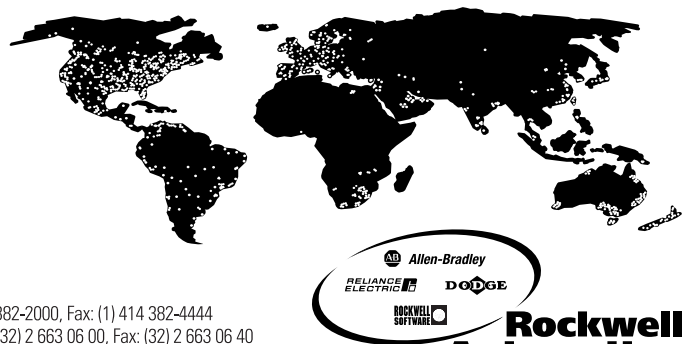 AB Allen-Bradley
RELIANCE ELECTRIC
DODGE
ROCKWELL SOFTWARE
382-2000, Fax: (1) 414 382-4444
32) 2 663 06 00, Fax: (32) 2 663 06 40
Rockwell